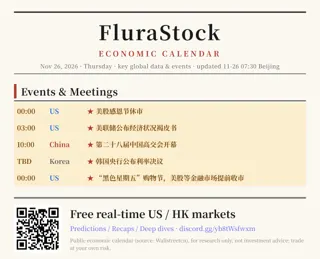 FluraStock
ECONOMIC CALENDAR
Nov 26, 2026 · Thursday · key global data & events · updated 11-26 07:30 Beijing
Events & Meetings
00:00 US ★ 美股感恩节休市
03:00 US ★ 美联储公布经济状况褐皮书
10:00 China ★ 第二十八届中国高交会开幕
TBD Korea ★ 韩国央行公布利率决议
00:00 US ★ “黑色星期五”购物节，美股等金融市场提前收市
Free real-time US / HK markets
Predictions / Recaps / Deep dives · discord.gg/
Public economic calendar (source: Wallstreetcn), for research only; not investment advice; trade
at your own risk.